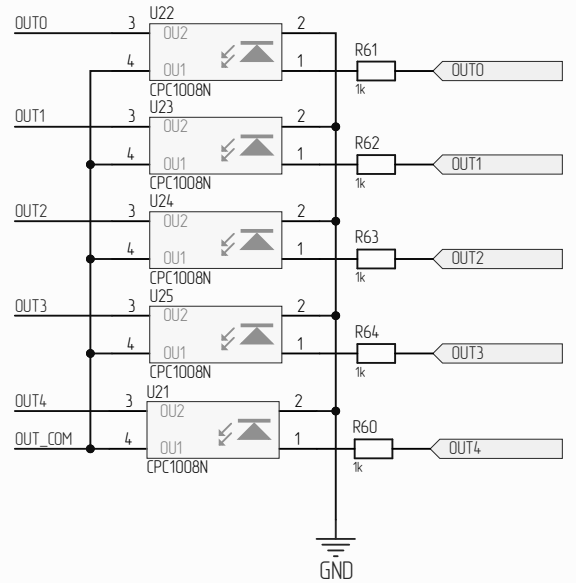 U22
OUT0 3 OU2 2
4 OU1 1 R61 OUT0
CPC1008N 1k
U23
OUT1 3 OU2 2
4 OU1 1 R62 OUT1
CPC1008N 1k
U24
OUT2 3 OU2 2
4 OU1 1 R63 OUT2
CPC1008N 1k
U25
OUT3 3 OU2 2
4 OU1 1 R64 OUT3
CPC1008N 1k
U21
OUT4 3 OU2 2
OUT_COM 4 OU1 1 R60 OUT4
CPC1008N 1k
GND